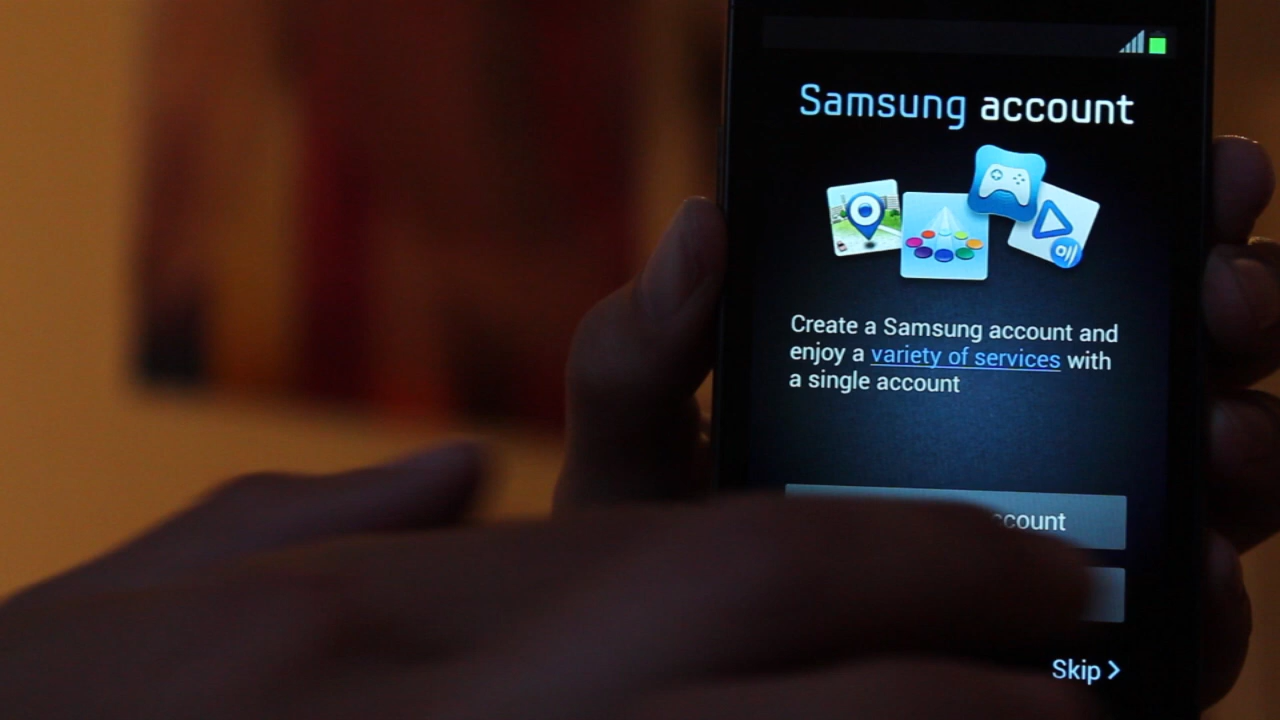 Samsung account
Create a Samsung account and
enjoy a variety of services with
a single account
Skip